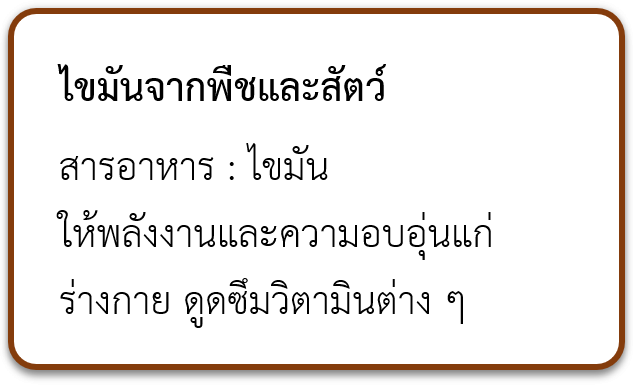 ไขมันจากพืชและสัตว์
สารอาหาร : ไขมัน
ให้พลังงานและความอบอุ่นแก่
ร่างกาย ดูดซึมวิตามินต่าง ๆ